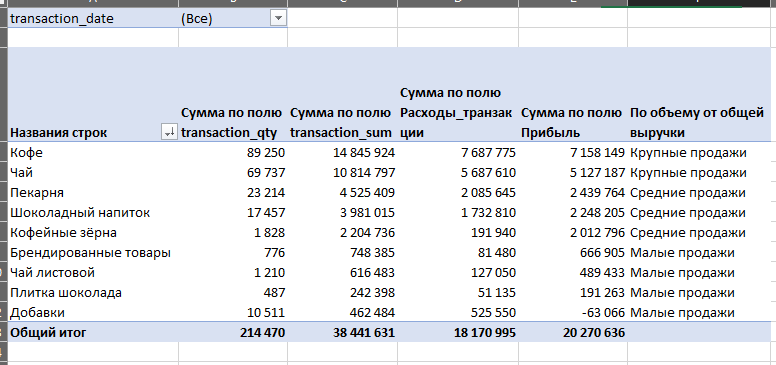 transaction_date (Все)
Сумма по полю
Сумма по полю Сумма по полю Расходы_транзак Сумма по полю По объему от общей
Названия строк transaction_qty transaction_sum ции Прибыль выручки
Кофе 89 250 14 845 924 7 687 775 7 158 149 Крупные продажи
Чай 69 737 10 814 797 5 687 610 5 127 187 Крупные продажи
Пекарня 23 214 4 525 409 2 085 645 2 439 764 Средние продажи
Шоколадный напиток 17 457 3 981 015 1 732 810 2 248 205 Средние продажи
Кофейные зёрна 1 828 2 204 736 191 940 2 012 796 Средние продажи
Брендированные товары 776 748 385 81 480 666 905 Малые продажи
Чай листовой 1 210 616 483 127 050 489 433 Малые продажи
Плитка шоколада 487 242 398 51 135 191 263 Малые продажи
Добавки 10 511 462 484 525 550 -63 066 Малые продажи
Общий итог 214 470 38 441 631 18 170 995 20 270 636